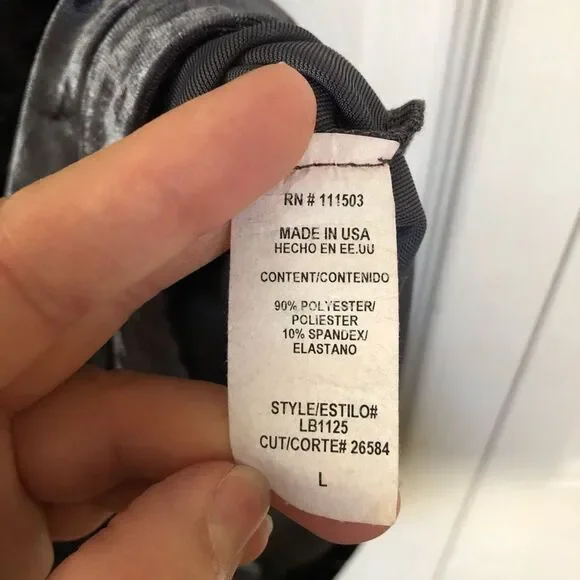 RN # 111503
MADE IN USA
HECHO EN EE.UU
CONTENT/CONTENIDO
90% POLYESTER/
POLIESTER
10% SPANDEX/
ELASTANO
STYLE/ESTILO#
LB1125
CUT/CORTE# 26584
L